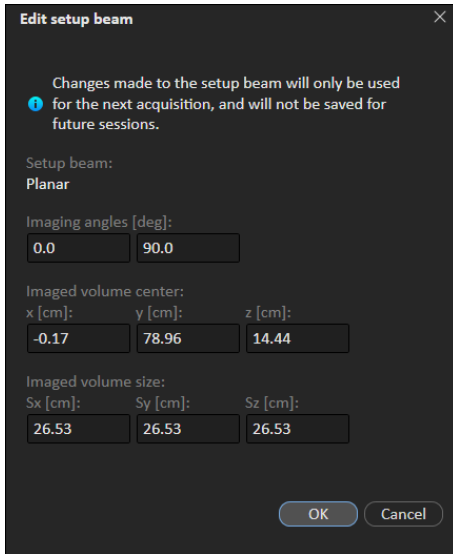 Edit setup beam
Changes made to the setup beam will only be used
for the next acquisition, and will not be saved for
future sessions.
Setup beam:
Planar
Imaging angles [deg]:
0.0 90.0
Imaged volume center:
x [cm]: y [cm]: z [cm]:
-0.17 78.96 14.44
Imaged volume size:
Sx [cm]: Sy [cm]: Sz [cm]:
26.53 26.53 26.53
OK Cancel